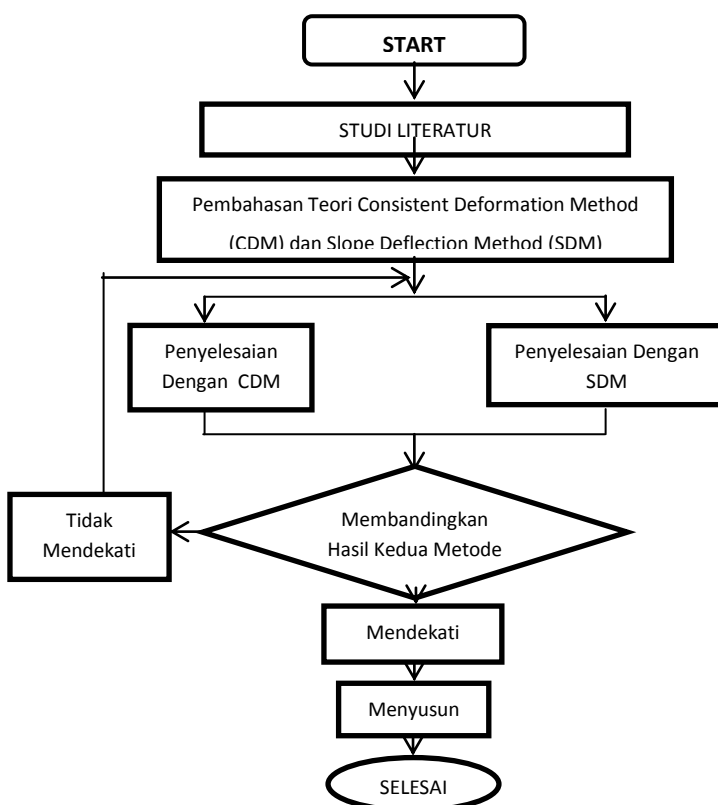 START
STUDI LITERATUR
Pembahasan Teori Consistent Deformation Method
(CDM) dan Slope Deflection Method (SDM)
Penyelesaian
Dengan CDM
Penyelesaian Dengan
SDM
Tidak
Mendekati
Membandingkan
Hasil Kedua Metode
Mendekati
Menyusun
SELESAI